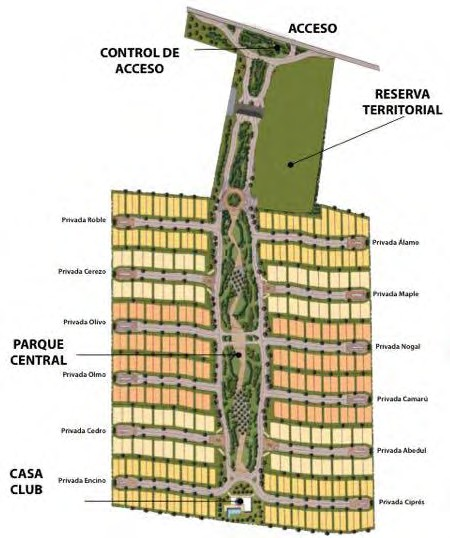 ACCESO
CONTROL DE
ACCESO
RESERVA
TERRITORIAL
Privada Roble
Privada Álamo
Privada Cerezo
Privada Maple
Privada Olivo
PARQUE
CENTRAL
Privada Nogal
Privada Olmo
Privada Camarú
Privada Cedro
Privada Abedul
CASA
CLUB
Privada Encino
Privada Ciprés